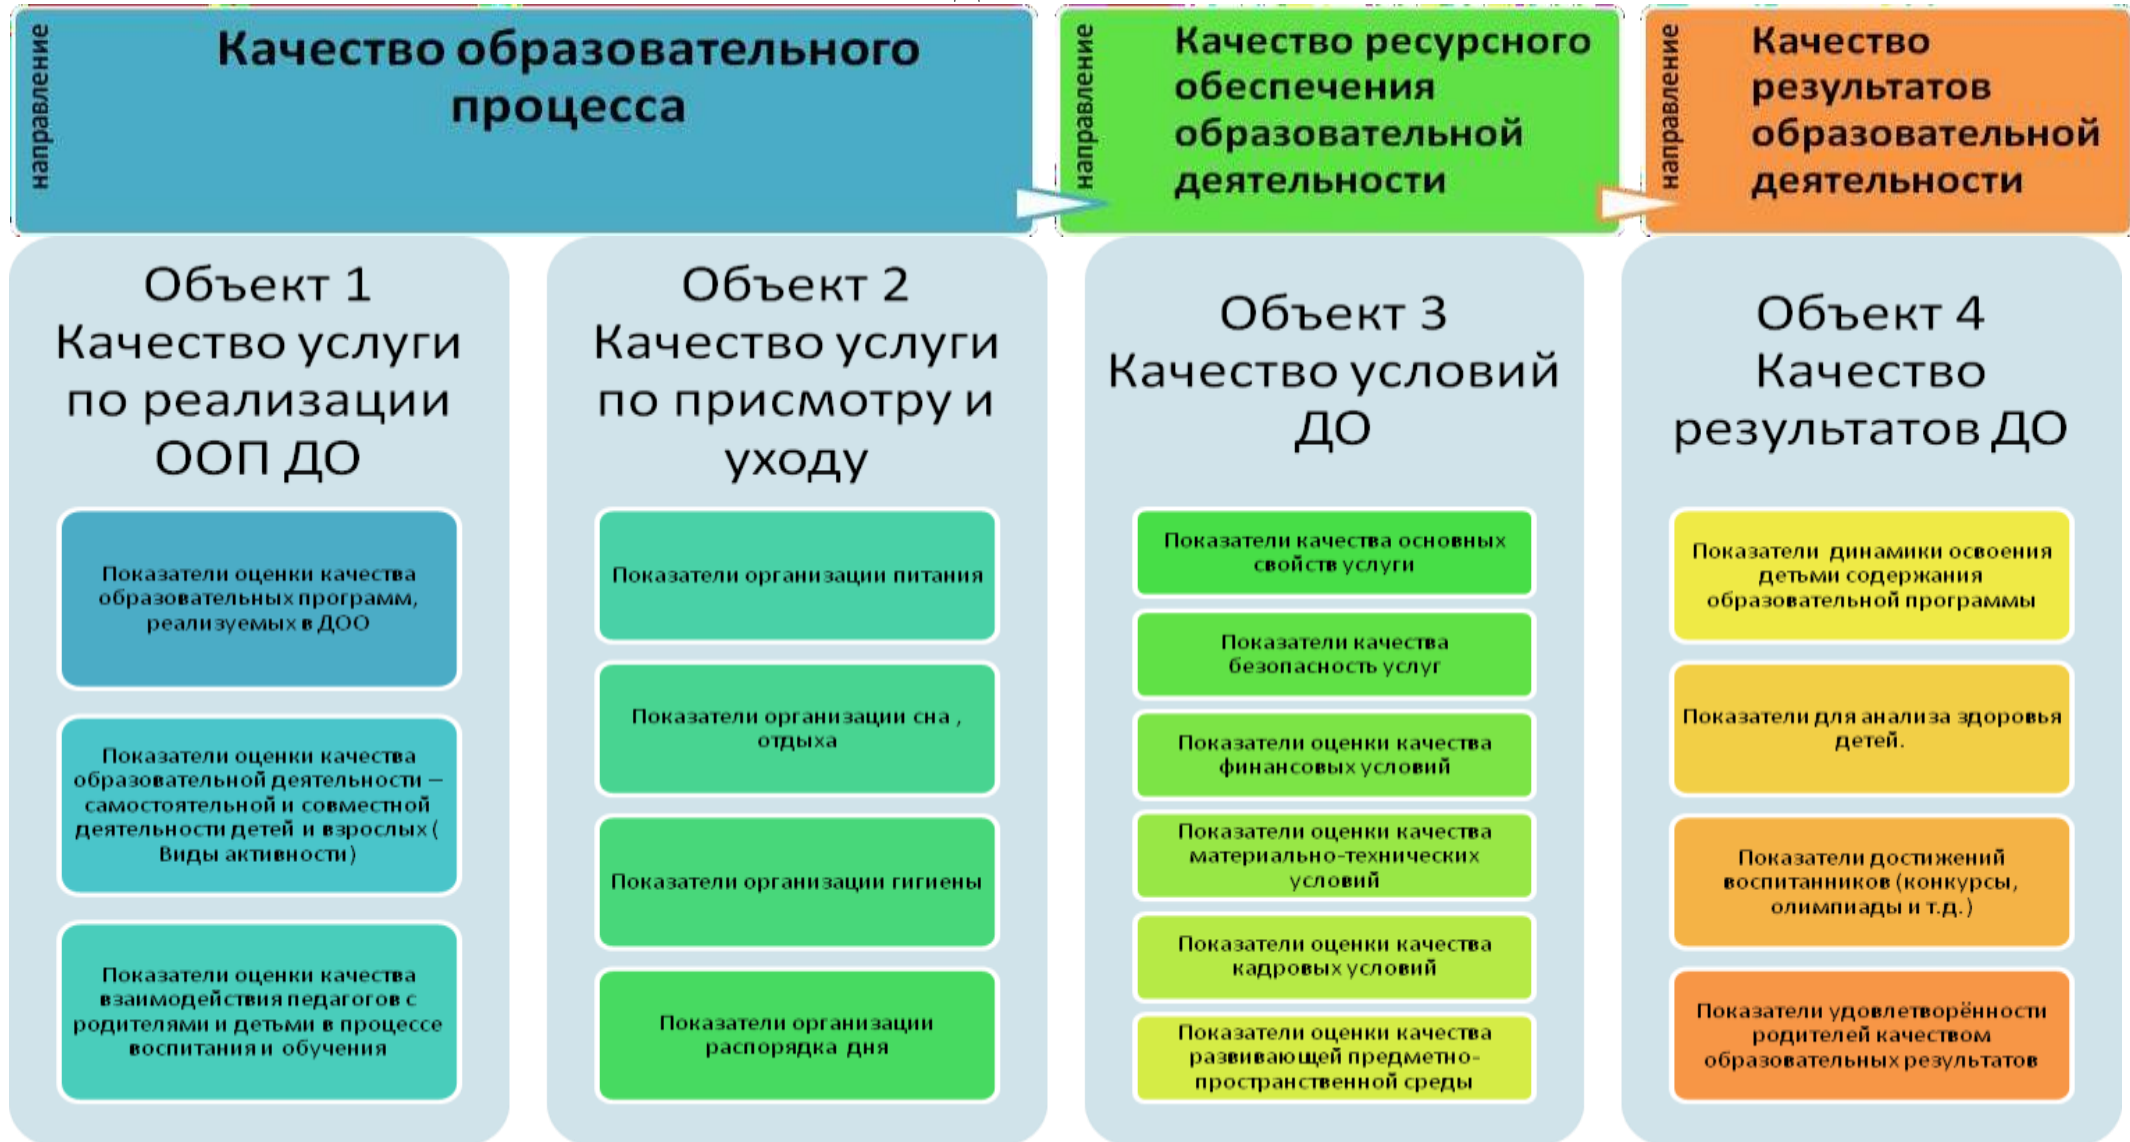 направление
Качество образовательного
процесса
направление
Качество ресурсного
обеспечения
образовательной
деятельности
направление
Качество
результатов
образовательной
деятельности
Объект 1
Качество услуги
по реализации
ООП ДО
Показатели оценки качества
образовательных программ,
реализуемых в ДОО
Показатели оценки качества
образовательной деятельности –
самостоятельной и совместной
деятельности детей и взрослых (
Виды активности)
Показатели оценки качества
взаимодействия педагогов с
родителями и детьми в процессе
воспитания и обучения
Объект 2
Качество услуги
по присмотру и
уходу
Показатели организации питания
Показатели организации сна ,
отдыха
Показатели организации гигиены
Показатели организации
распорядка дня
Объект 3
Качество условий
ДО
Показатели качества основных
свойств услуги
Показатели качества
безопасность услуг
Показатели оценки качества
финансовых условий
Показатели оценки качества
материально-технических
условий
Показатели оценки качества
кадровых условий
Показатели оценки качества
развивающей предметно-
пространственной среды
Объект 4
Качество
результатов ДО
Показатели динамики освоения
детьми содержания
образовательной программы
Показатели для анализа здоровья
детей.
Показатели достижений
воспитанников (конкурсы,
олимпиады и т.д.)
Показатели удовлетворённости
родителей качеством
образовательных результатов